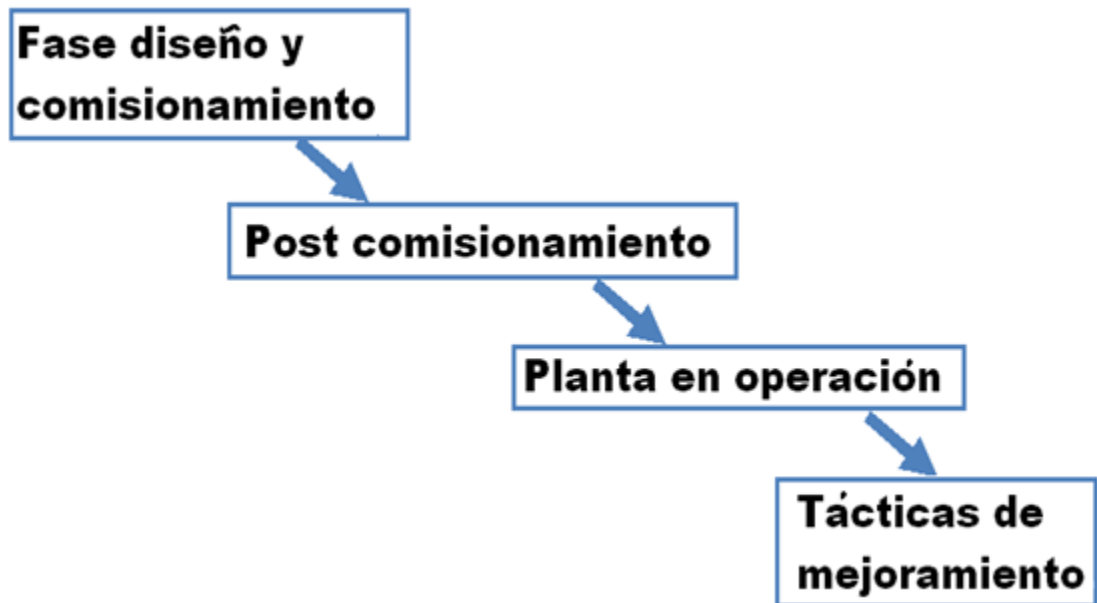 Fase diseño y
comisionamiento
Post comisionamiento
Planta en operación
Tácticas de
mejoramiento